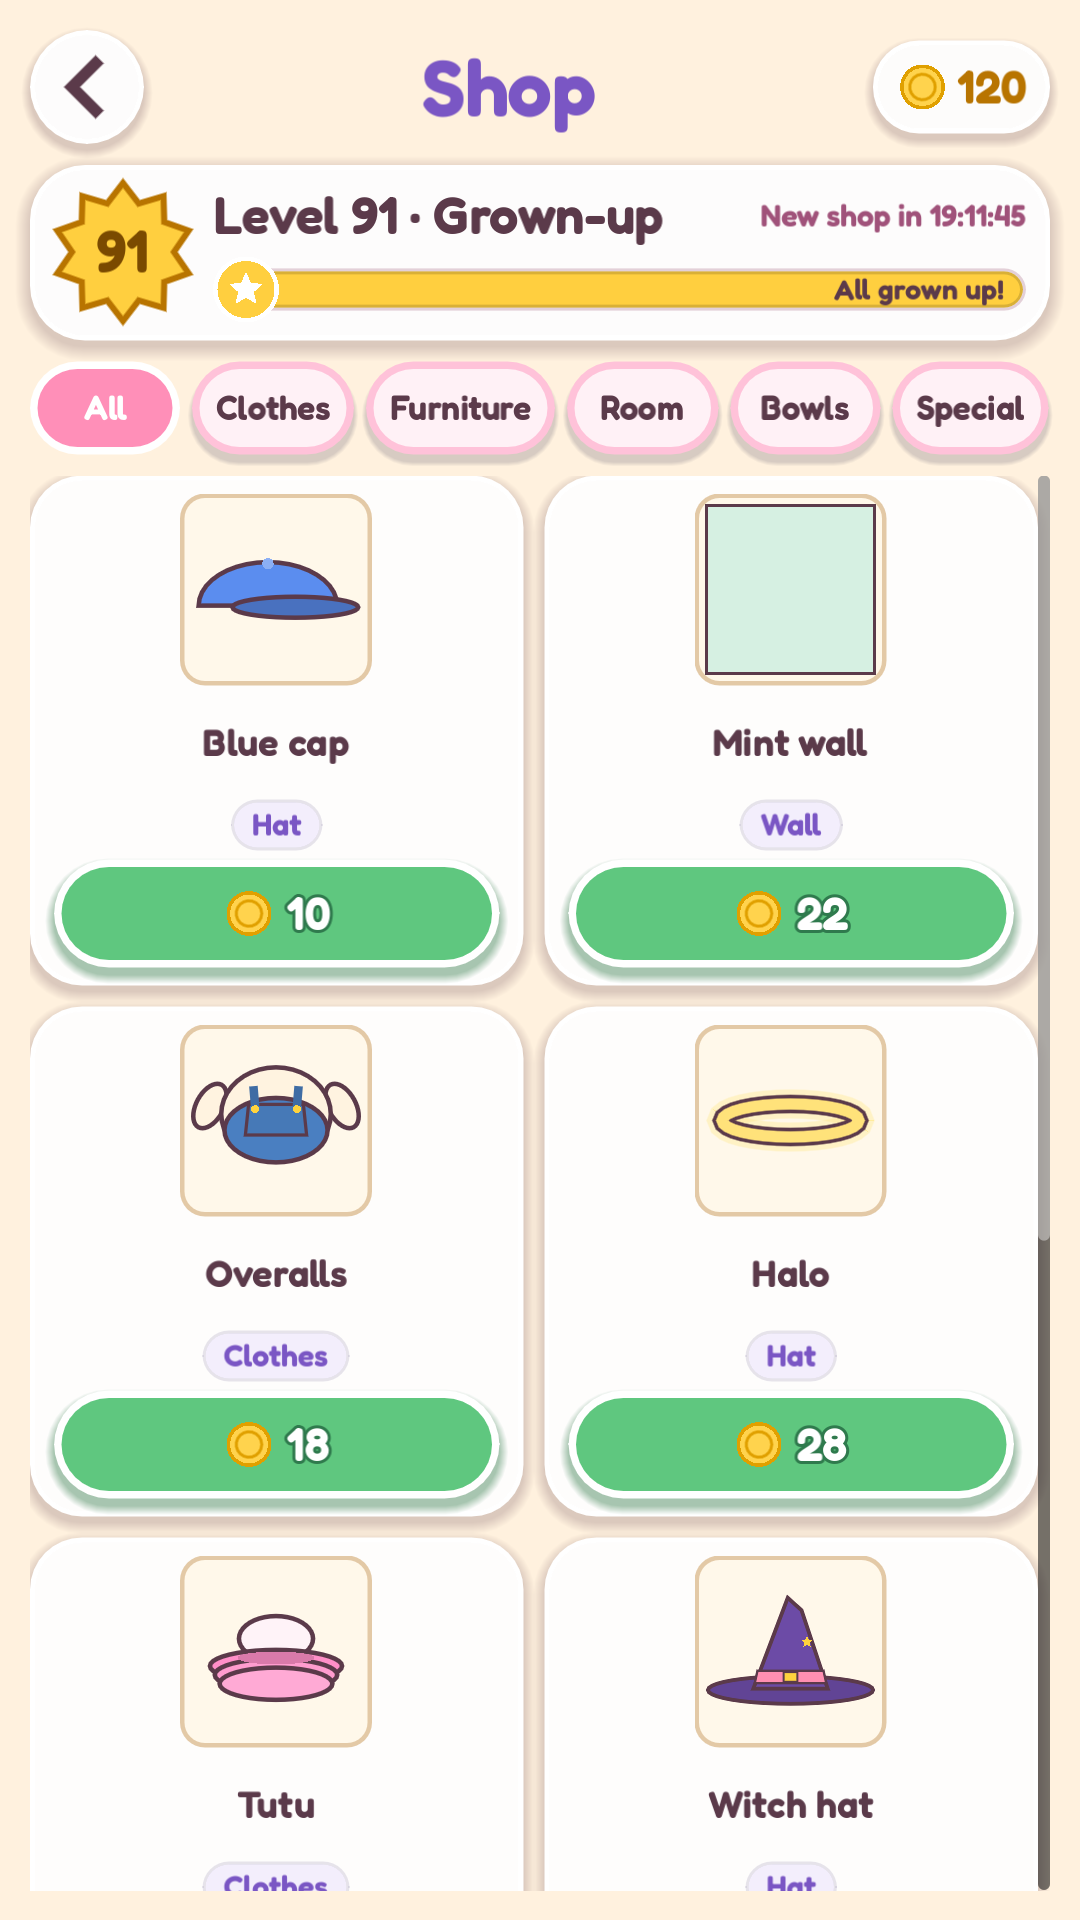 Shop
120
91
Level 91 · Grown-up
New shop in 19:11:45
All grown up!
All
Clothes
Furniture
Room
Bowls
Special
Blue cap
Hat
10
Mint wall
Wall
22
Overalls
Clothes
18
Halo
Hat
28
Tutu
Clothes
Witch hat
Hat